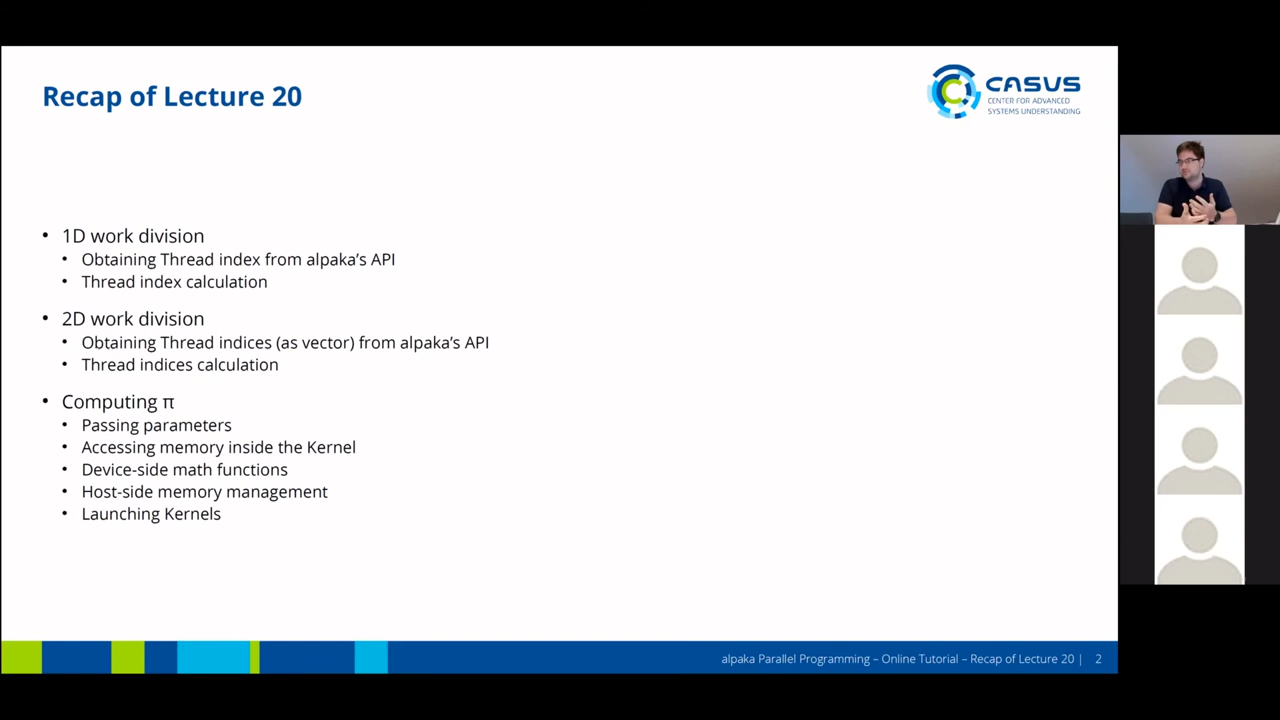 Recap of Lecture 20
CASUS
CENTER FOR ADVANCED
SYSTEMS UNDERSTANDING
• 1D work division
• Obtaining Thread index from alpaka's API
• Thread index calculation
• 2D work division
• Obtaining Thread indices (as vector) from alpaka's API
• Thread indices calculation
• Computing π
• Passing parameters
• Accessing memory inside the Kernel
• Device-side math functions
• Host-side memory management
• Launching Kernels
alpaka Parallel Programming – Online Tutorial – Recap of Lecture 20 | 2